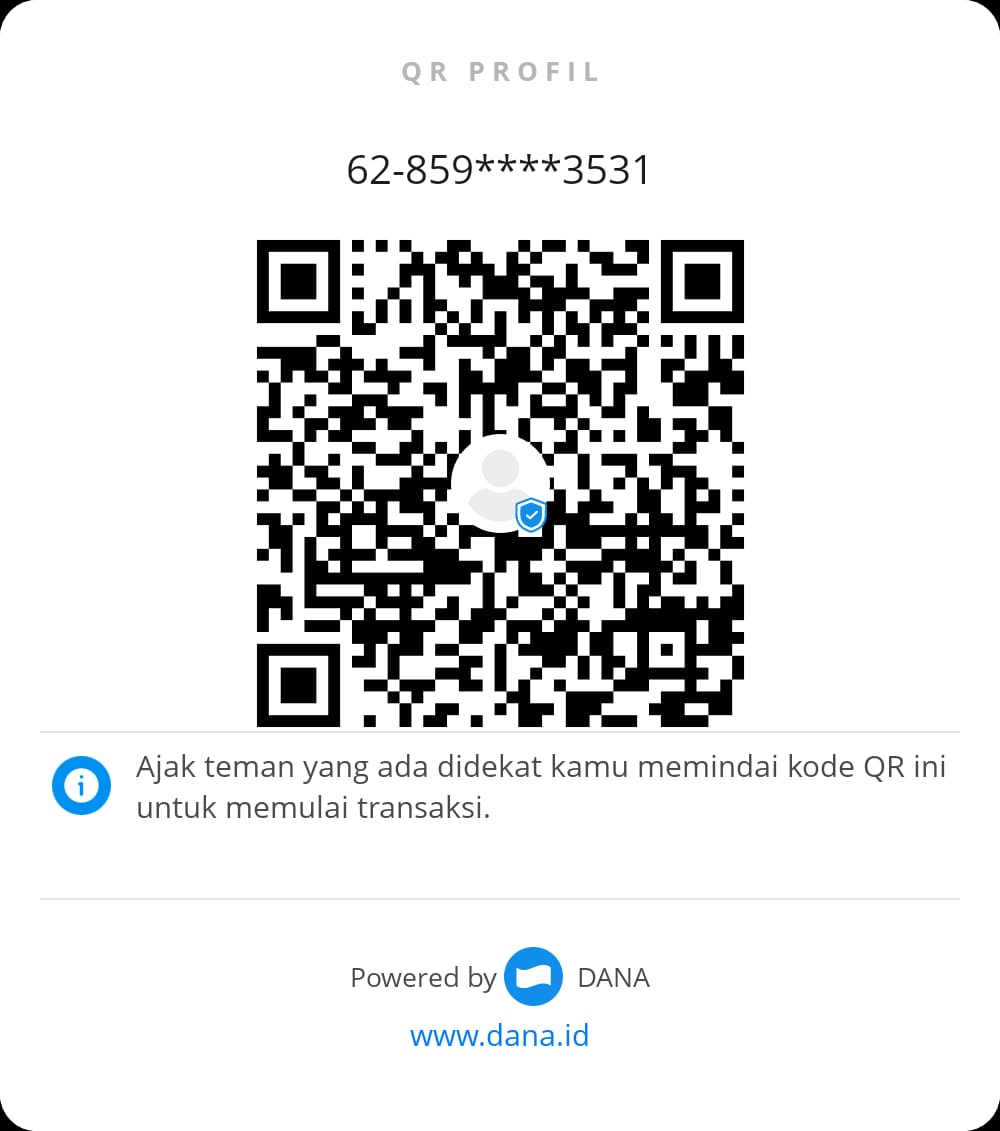 QR PROFIL
62-859****3531
Ajak teman yang ada didekat kamu memindai kode QR ini
untuk memulai transaksi.
Powered by DANA
www.dana.id